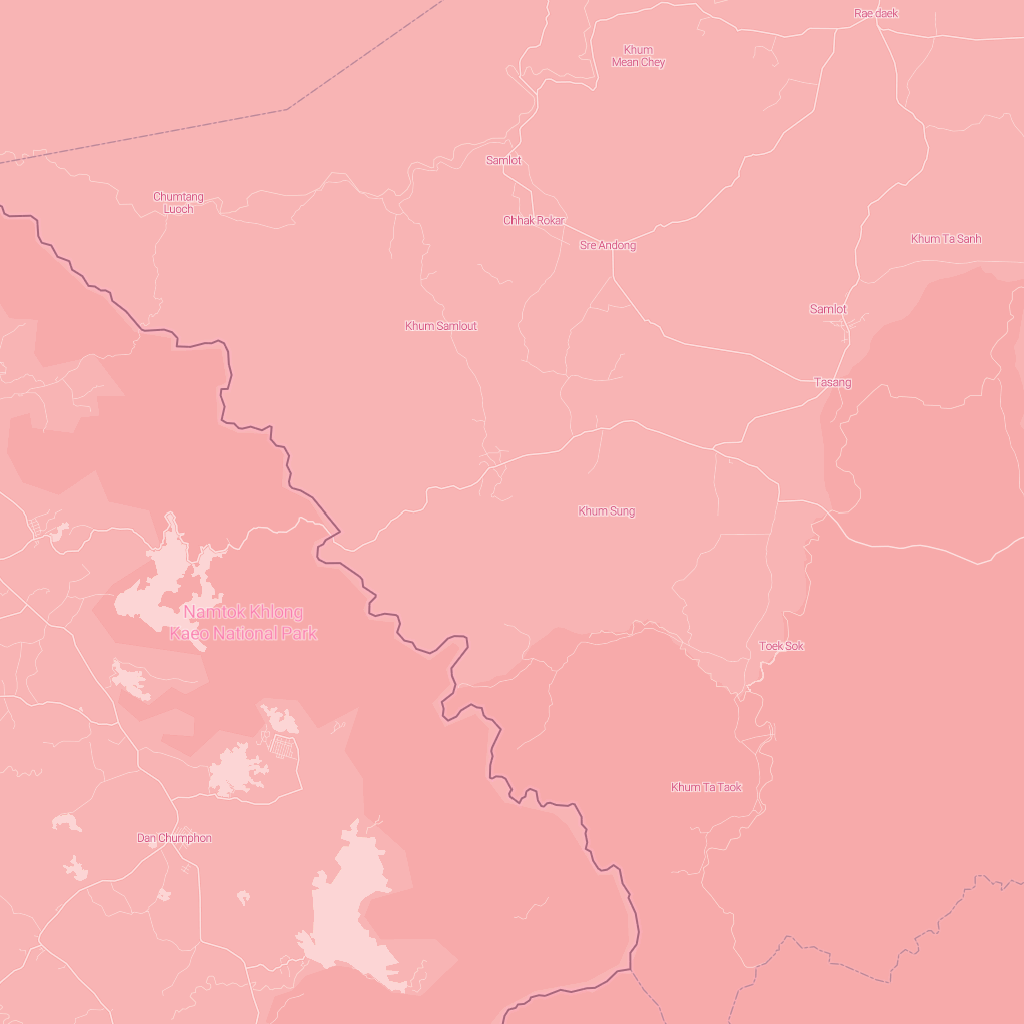 Rae daek
Khum
Mean Chey
Samlot
Chumtang
Luoch
Chhak Rokar
Khum Ta Sanh
Sre Andong
Samlot
Khum Samlout
Tasang
Khum Sung
Namtok Khlong
Kaeo National Park
Toek Sok
Khum Ta Taok
Dan Chumphon